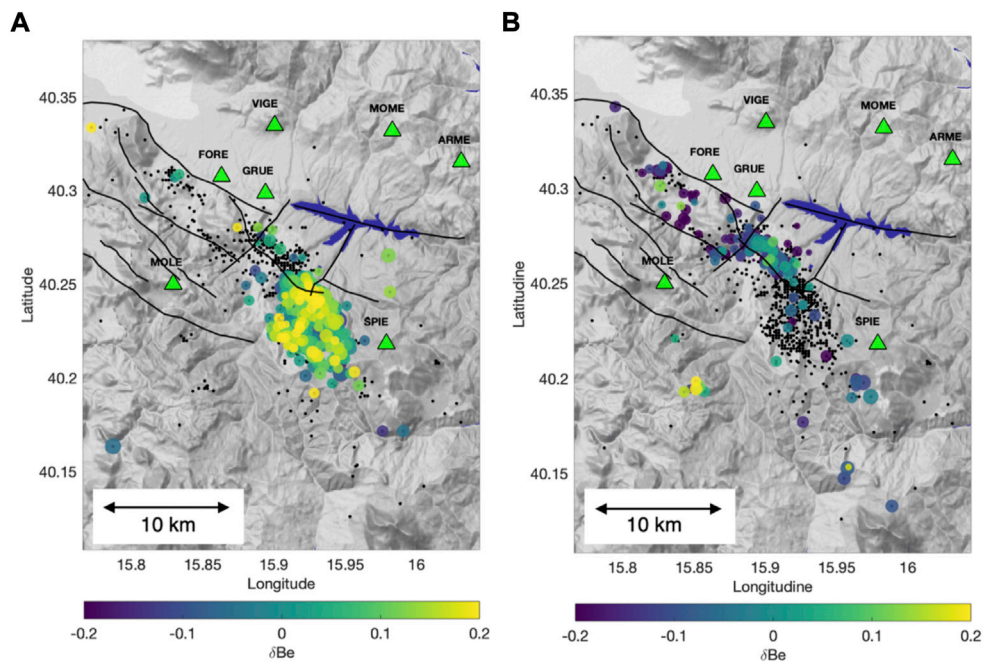 A
B
40.35
40.3
40.25
40.2
40.15
Latitude
VIGE
MOME
ARME
FORE
GRUE
MOLE
SPIE
10 km
15.8 15.85 15.9 15.95 16
Longitude
-0.2 -0.1 0 0.1 0.2
δBe
40.35
40.3
40.25
40.2
40.15
Latitudine
VIGE
MOME
ARME
FORE
GRUE
MOLE
SPIE
10 km
15.8 15.85 15.9 15.95 16
Longitudine
-0.2 -0.1 0 0.1 0.2
δBe